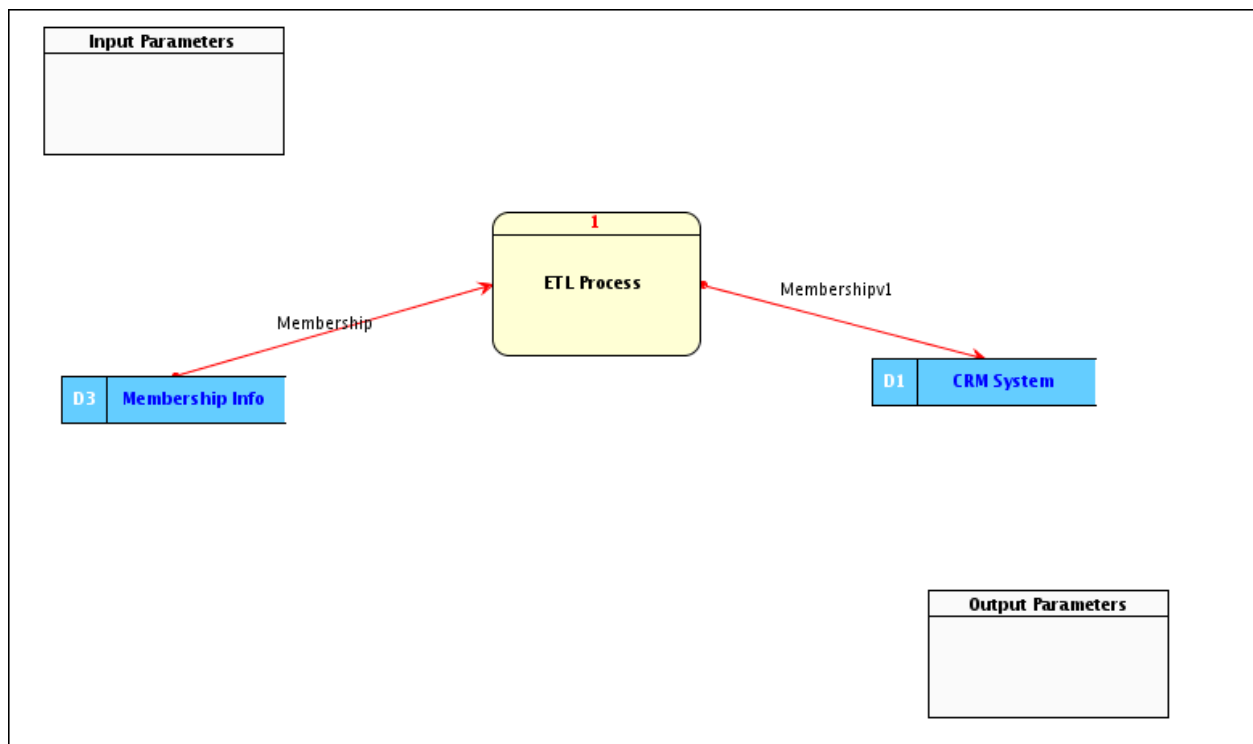 Input Parameters
1
ETL Process
Membership
Membershipv1
D3 Membership Info
D1 CRM System
Output Parameters